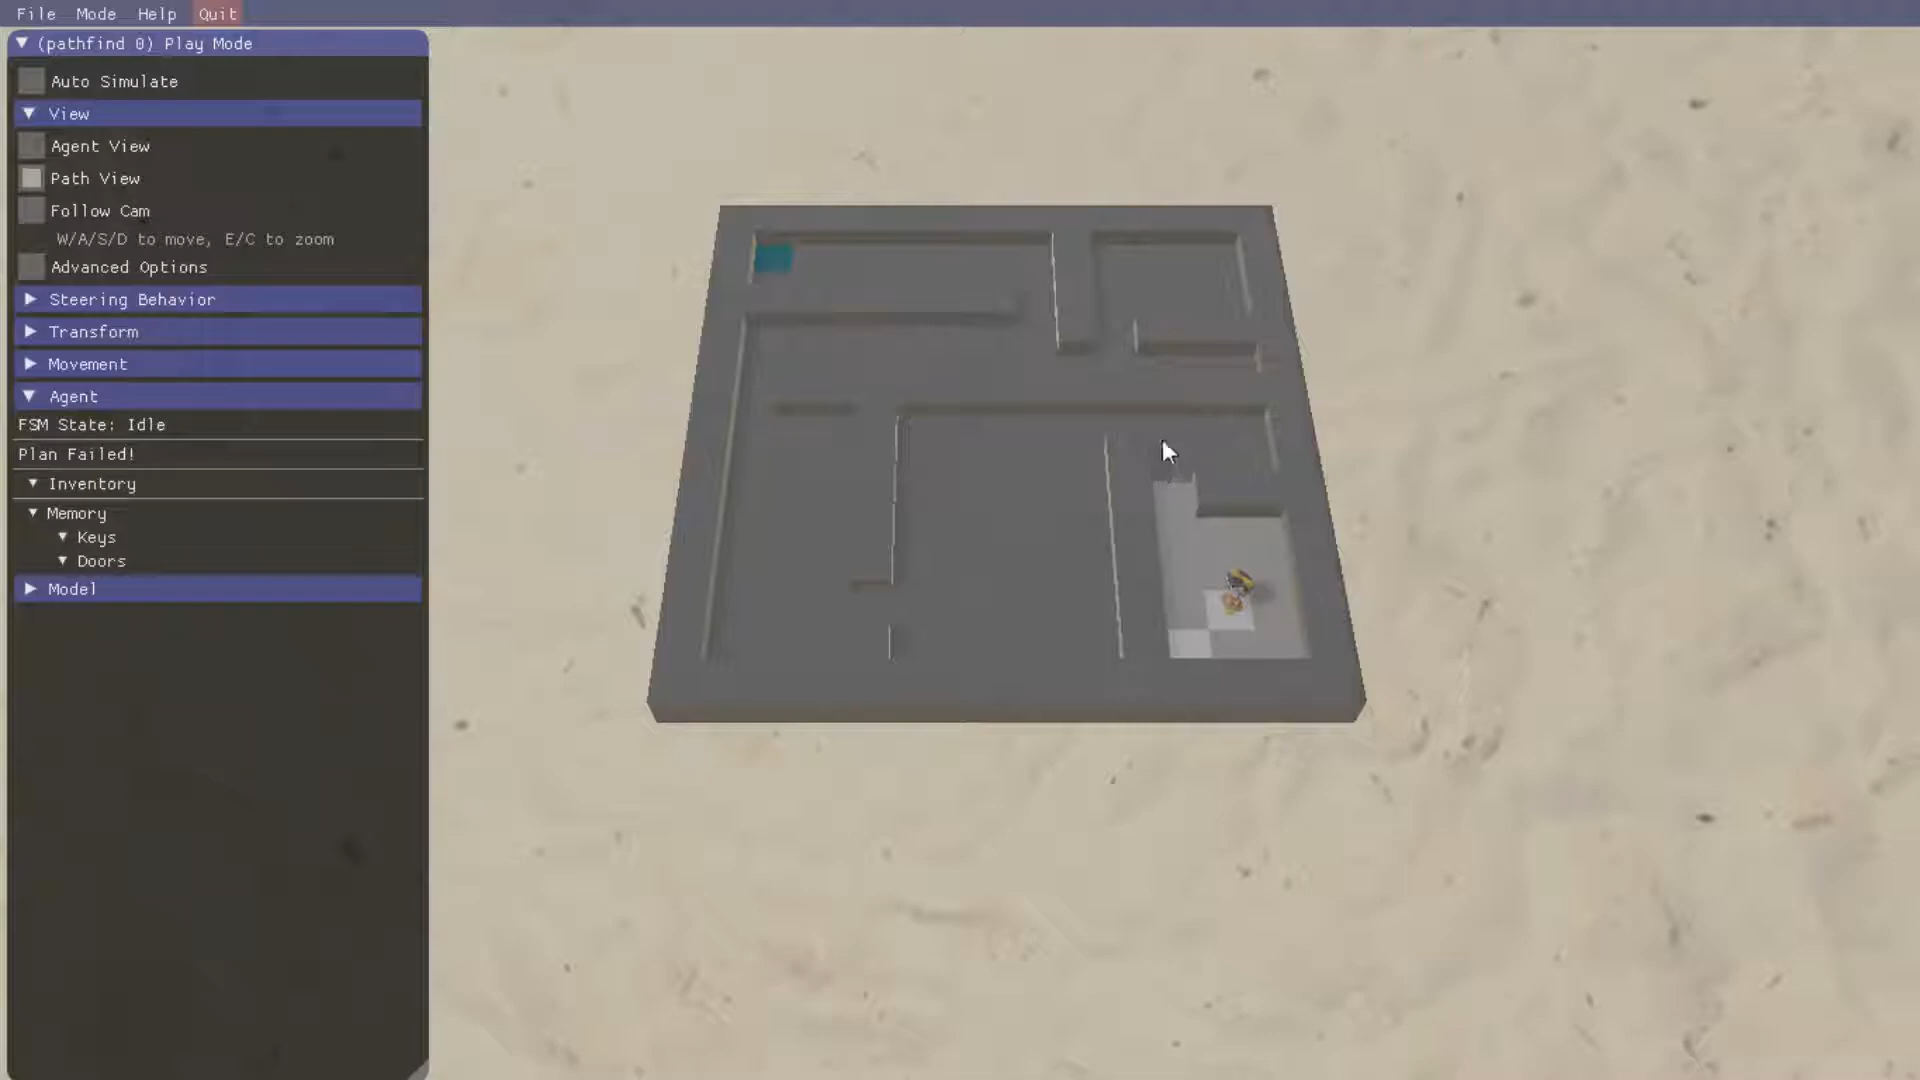 File Mode Help Quit
(pathfind 0) Play Mode
Auto Simulate
View
Agent View
Path View
Follow Cam
W/A/S/D to move, E/C to zoom
Advanced Options
Steering Behavior
Transform
Movement
Agent
FSM State: Idle
Plan Failed!
Inventory
Memory
Keys
Doors
Model